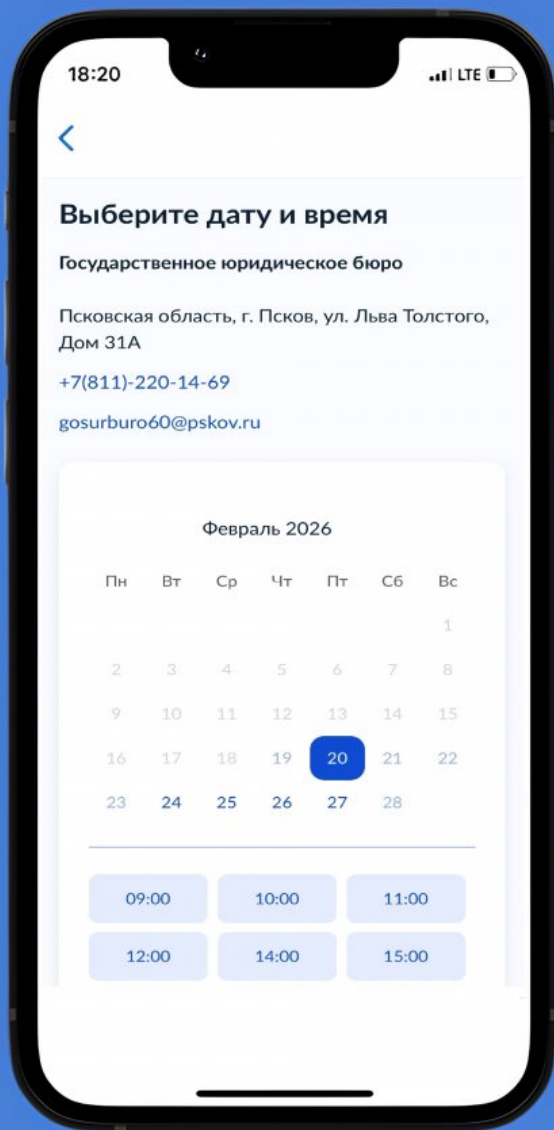 18:20
LTE
Выберите дату и время
Государственное юридическое бюро
Псковская область, г. Псков, ул. Льва Толстого,
Дом 31А
+7(811)-220-14-69
gosurburo60@pskov.ru
Февраль 2026
Пн Вт Ср Чт Пт Сб Вс
1
2 3 4 5 6 7 8
9 10 11 12 13 14 15
16 17 18 19 20 21 22
23 24 25 26 27 28
09:00 10:00 11:00
12:00 14:00 15:00